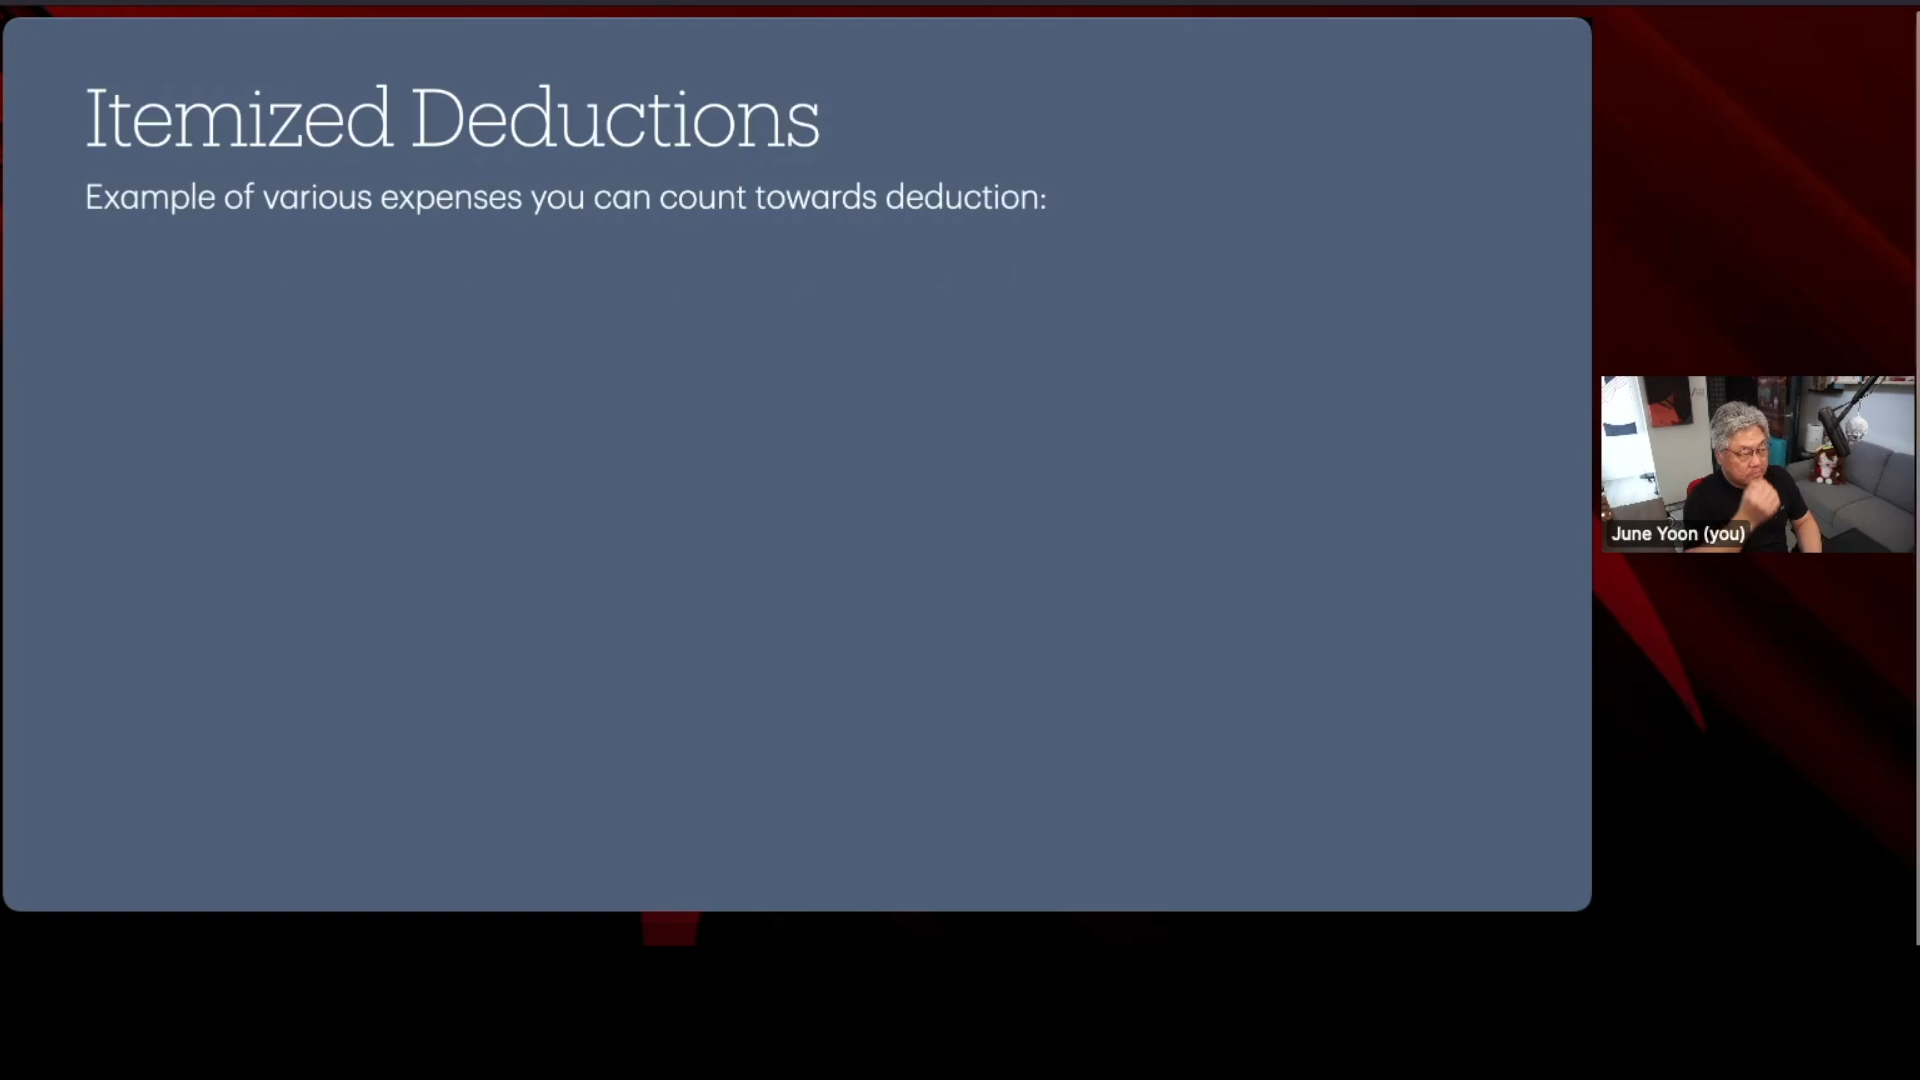 Itemized Deductions
Example of various expenses you can count towards deduction:
June Yoon (you)